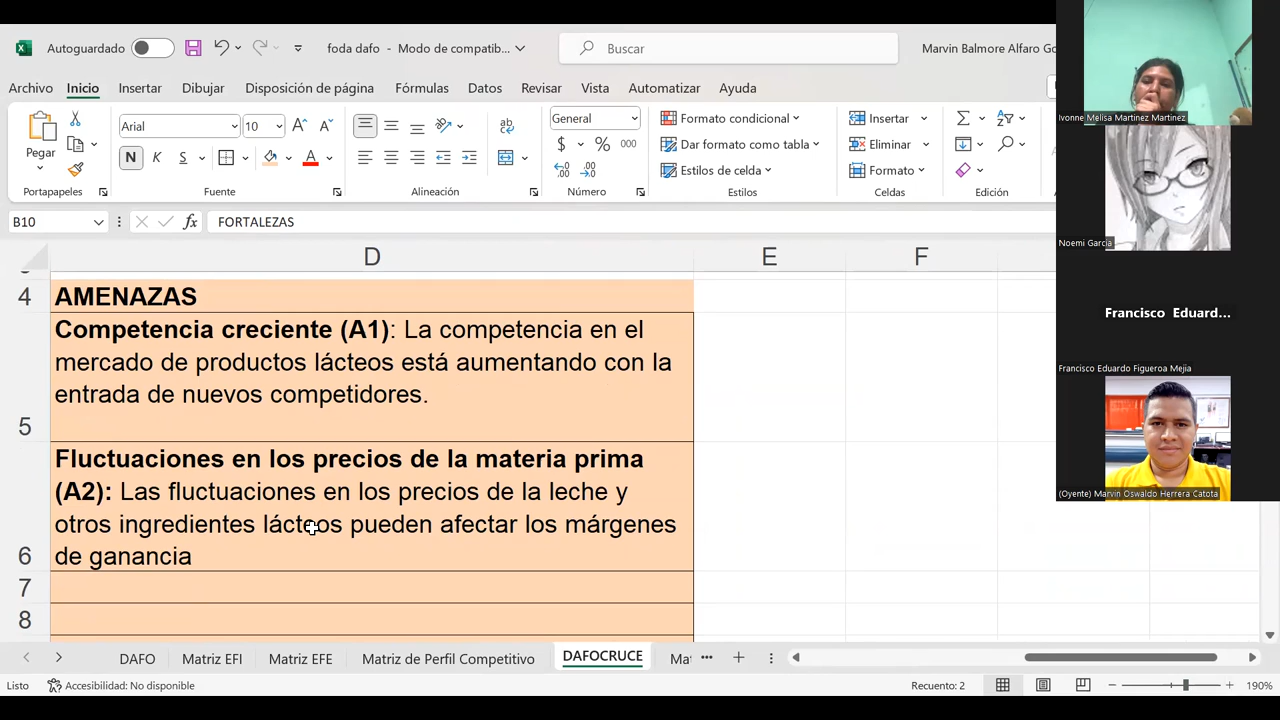 Autoguardado
foda dafo - Modo de compatib...
Buscar
Marvin Balmore Alfaro Go
Archivo Inicio Insertar Dibujar Disposición de página Fórmulas Datos Revisar Vista Automatizar Ayuda
Pegar
Portapapeles
Arial 10
N K S
Fuente
Alineación
General
$ % 000
Número
Formato condicional
Dar formato como tabla
Estilos de celda
Estilos
Insertar
Eliminar
Formato
Celdas
Edición
B10
fx FORTALEZAS
D E F
4 AMENAZAS
Competencia creciente (A1): La competencia en el
mercado de productos lácteos está aumentando con la
entrada de nuevos competidores.
5
Fluctuaciones en los precios de la materia prima
(A2): Las fluctuaciones en los precios de la leche y
otros ingredientes lácteos pueden afectar los márgenes
6 de ganancia
7
8
DAFO Matriz EFI Matriz EFE Matriz de Perfil Competitivo DAFOCRUCE Mat ...
Listo Accesibilidad: No disponible Recuento: 2 190%
Ivonne Melisa Martinez Martinez
Noemi Garcia
Francisco Eduard...
Francisco Eduardo Figueroa Mejia
(Oyente) Marvin Oswaldo Herrera Catota